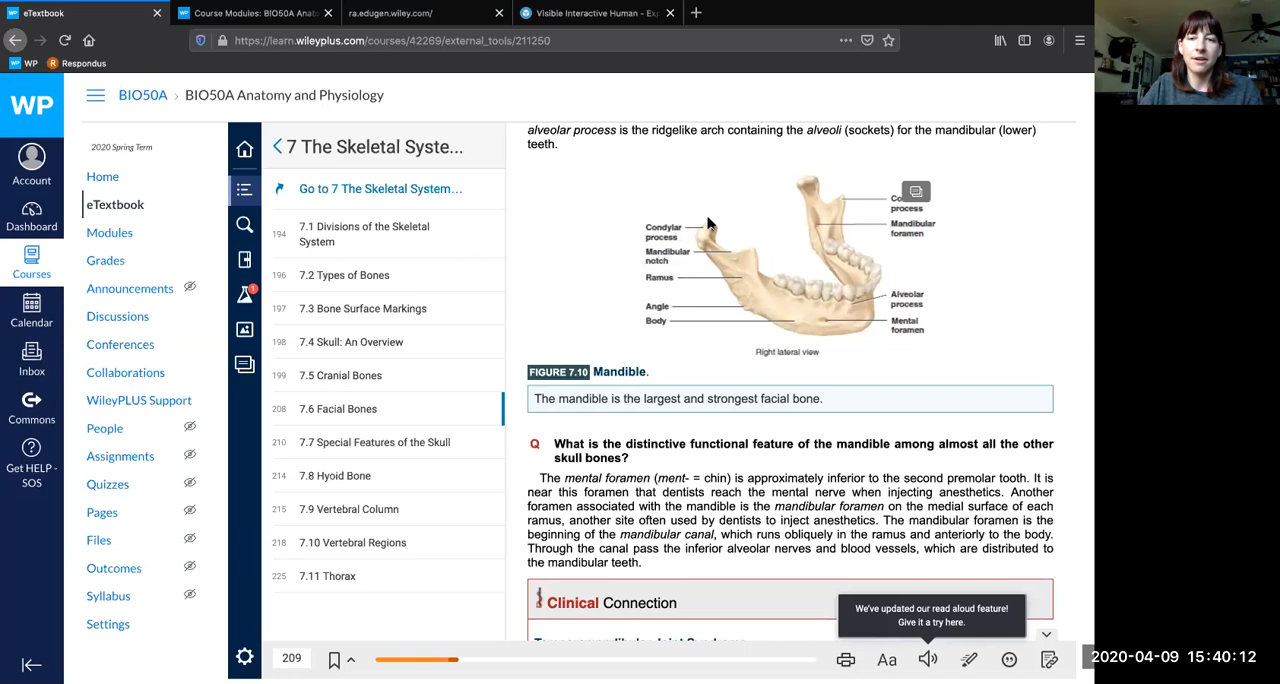 WP eTextbook
WP Course Modules: BIO50A Anato
ra.edugen.wiley.com/
Visible Interactive Human - Exp
https://learn.wileyplus.com/courses/42269/external_tools/211250
WP WP
R Respondus
WP
Account
Dashboard
Courses
Calendar
Inbox
Commons
Get HELP -
SOS
BIO50A > BIO50A Anatomy and Physiology
2020 Spring Term
Home
eTextbook
Modules
Grades
Announcements
Discussions
Conferences
Collaborations
WileyPLUS Support
People
Assignments
Quizzes
Pages
Files
Outcomes
Syllabus
Settings
1
7 The Skeletal Syste...
Go to 7 The Skeletal System...
194 7.1 Divisions of the Skeletal
System
196 7.2 Types of Bones
197 7.3 Bone Surface Markings
198 7.4 Skull: An Overview
199 7.5 Cranial Bones
208 7.6 Facial Bones
210 7.7 Special Features of the Skull
214 7.8 Hyoid Bone
215 7.9 Vertebral Column
218 7.10 Vertebral Regions
225 7.11 Thorax
alveolar process is the ridgelike arch containing the alveoli (sockets) for the mandibular (lower)
teeth.
Condylar
process
Mandibular
notch
Ramus
Angle
Body
process
Mandibular
foramen
Alveolar
process
Mental
foramen
Right lateral view
FIGURE 7.10 Mandible.
The mandible is the largest and strongest facial bone.
Q What is the distinctive functional feature of the mandible among almost all the other
skull bones?
The mental foramen (ment- = chin) is approximately inferior to the second premolar tooth. It is
near this foramen that dentists reach the mental nerve when injecting anesthetics. Another
foramen associated with the mandible is the mandibular foramen on the medial surface of each
ramus, another site often used by dentists to inject anesthetics. The mandibular foramen is the
beginning of the mandibular canal, which runs obliquely in the ramus and anteriorly to the body.
Through the canal pass the inferior alveolar nerves and blood vessels, which are distributed to
the mandibular teeth.
Clinical Connection
We've updated our read aloud feature!
Give it a try here.
209
Aa
2020-04-09 15:40:12